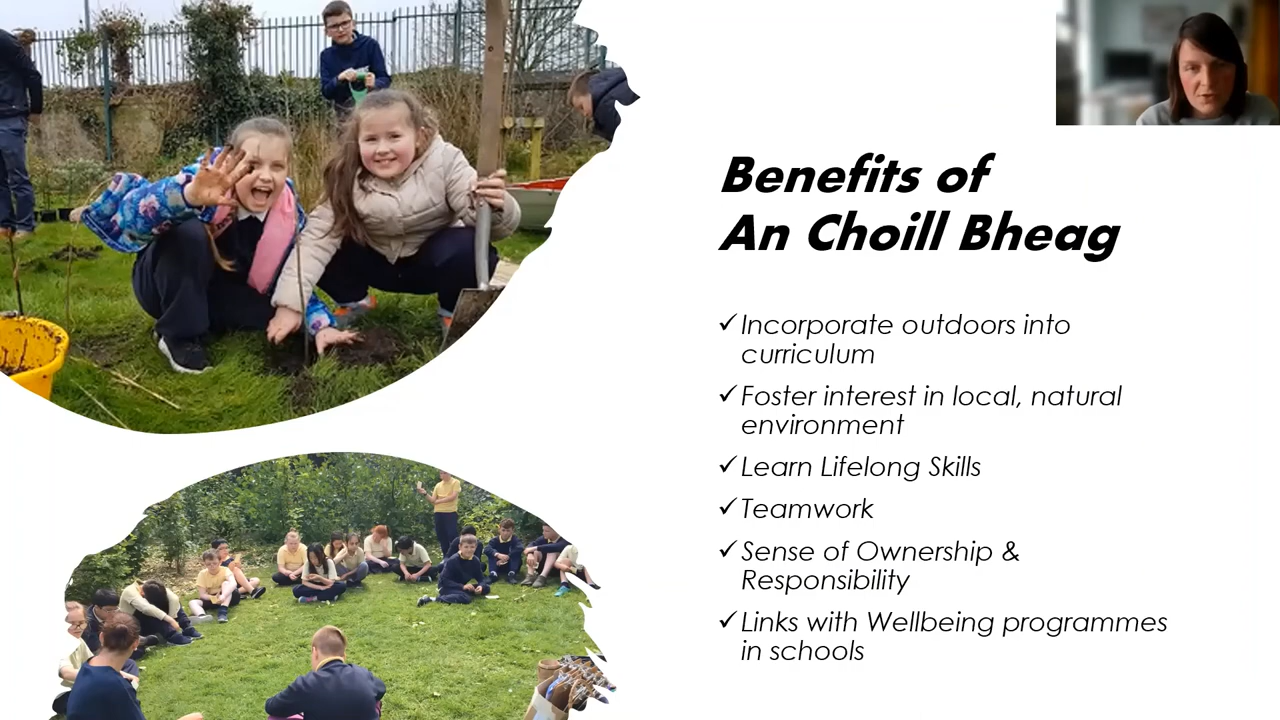 Benefits of
An Choill Bheag
✓Incorporate outdoors into
curriculum
✓Foster interest in local, natural
environment
✓Learn Lifelong Skills
✓Teamwork
✓Sense of Ownership &
Responsibility
✓Links with Wellbeing programmes
in schools